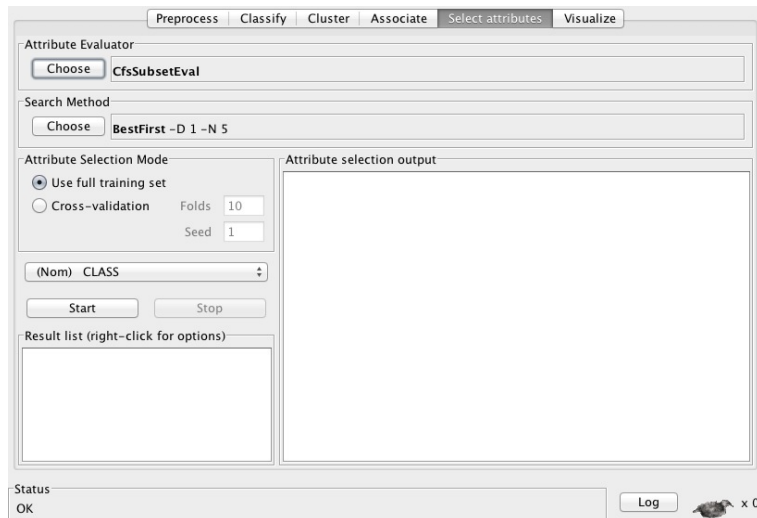 Preprocess Classify Cluster Associate Select attributes Visualize
Attribute Evaluator
Choose CfsSubsetEval
Search Method
Choose BestFirst -D 1 -N 5
Attribute Selection Mode
Use full training set
Cross-validation Folds 10
Seed 1
(Nom) CLASS
Start Stop
Result list (right-click for options)
Attribute selection output
Status
OK
Log x 0